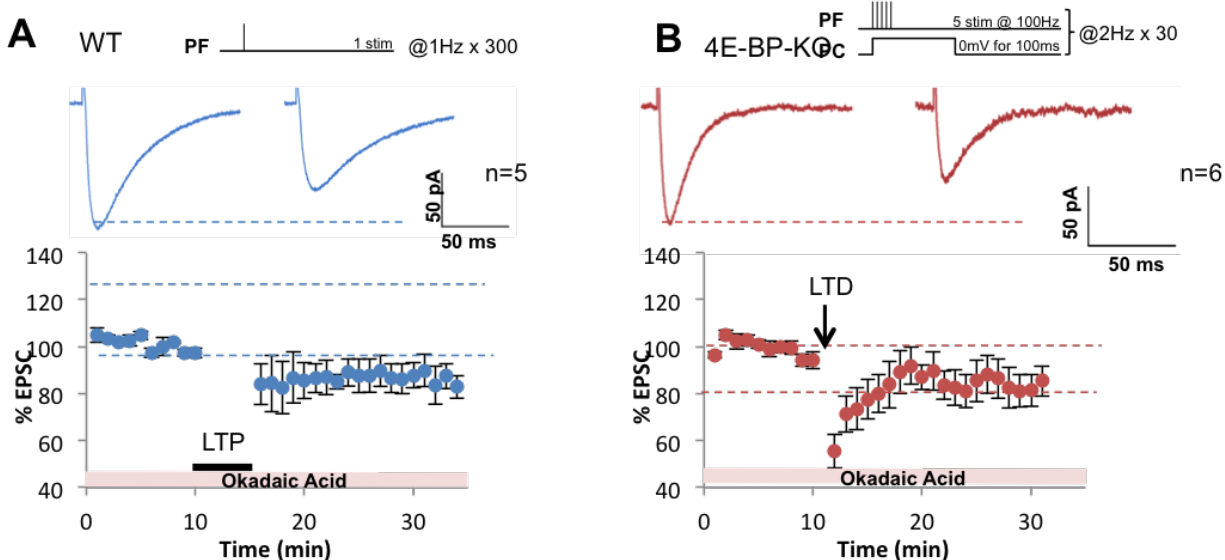 A
WT
PF
1 stim
@1Hz x 300
n=5
50 pA
50 ms
% EPSC
140
120
100
80
60
40
LTP
Okadaic Acid
0
10
20
30
Time (min)
B
4E-BP-KO
PF
5 stim @ 100Hz
PC
0mV for 100ms
@2Hz x 30
n=6
50 pA
50 ms
% EPSC
140
120
100
80
60
40
LTD
Okadaic Acid
0
10
20
30
Time (min)